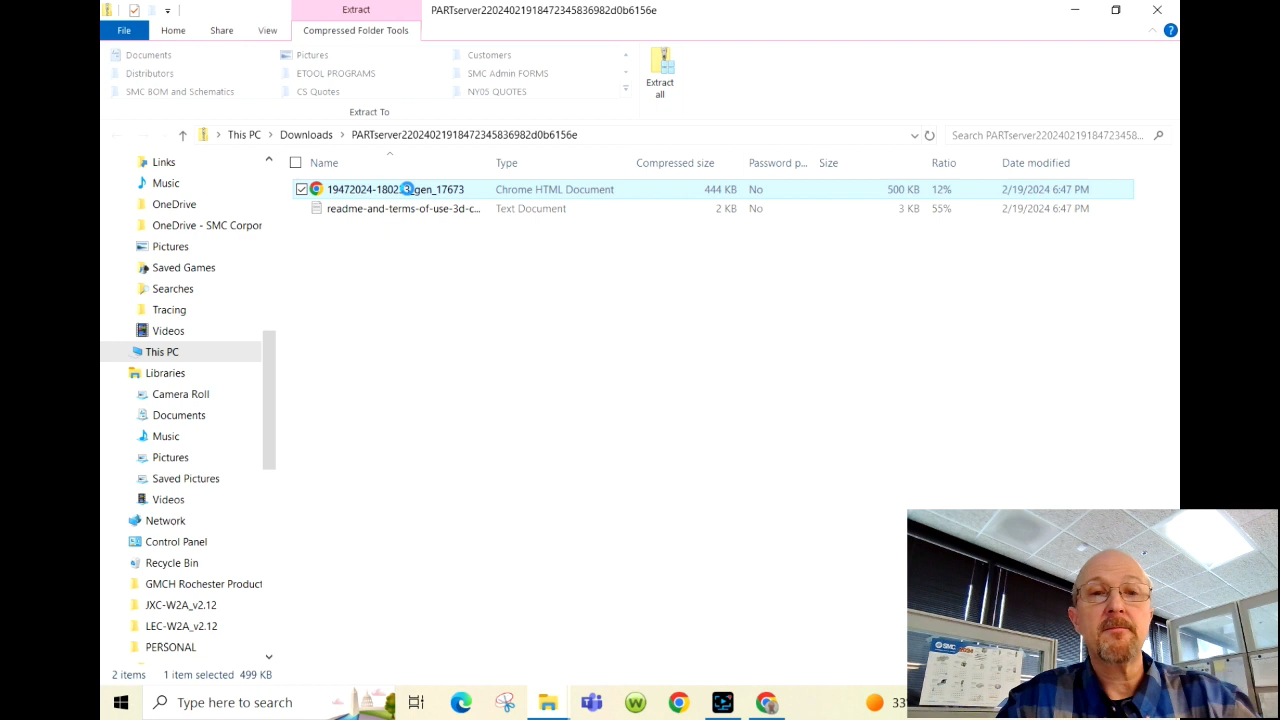 Extract
PARTserver22024021918472345836982d0b6156e
File
Home
Share
View
Compressed Folder Tools
Documents
Pictures
Customers
Distributors
ETOOL PROGRAMS
SMC Admin FORMS
SMC BOM and Schematics
CS Quotes
NY05 QUOTES
Extract all
Extract To
This PC > Downloads > PARTserver22024021918472345836982d0b6156e
Search PARTserver220240219184723458...
Name Type Compressed size Password p... Size Ratio Date modified
Chrome HTML Document 444 KB No 500 KB 12% 2/19/2024 6:47 PM
readme-and-terms-of-use-3d-c... Text Document 2 KB No 3 KB 55% 2/19/2024 6:47 PM
Links
Music
OneDrive
OneDrive - SMC Corpor
Pictures
Saved Games
Searches
Tracing
Videos
This PC
Libraries
Camera Roll
Documents
Music
Pictures
Saved Pictures
Videos
Network
Control Panel
Recycle Bin
GMCH Rochester Product
JXC-W2A_v2.12
LEC-W2A_v2.12
PERSONAL
2 items 1 item selected 499 KB
Type here to search
33
SMC